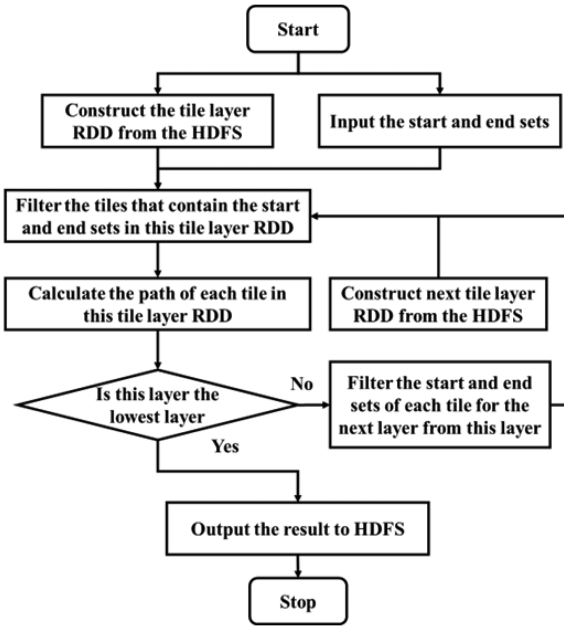 Start
Construct the tile layer
RDD from the HDFS
Input the start and end sets
Filter the tiles that contain the start
and end sets in this tile layer RDD
Calculate the path of each tile in
this tile layer RDD
Construct next tile layer
RDD from the HDFS
Is this layer the
lowest layer
No
Filter the start and end
sets of each tile for the
next layer from this layer
Yes
Output the result to HDFS
Stop